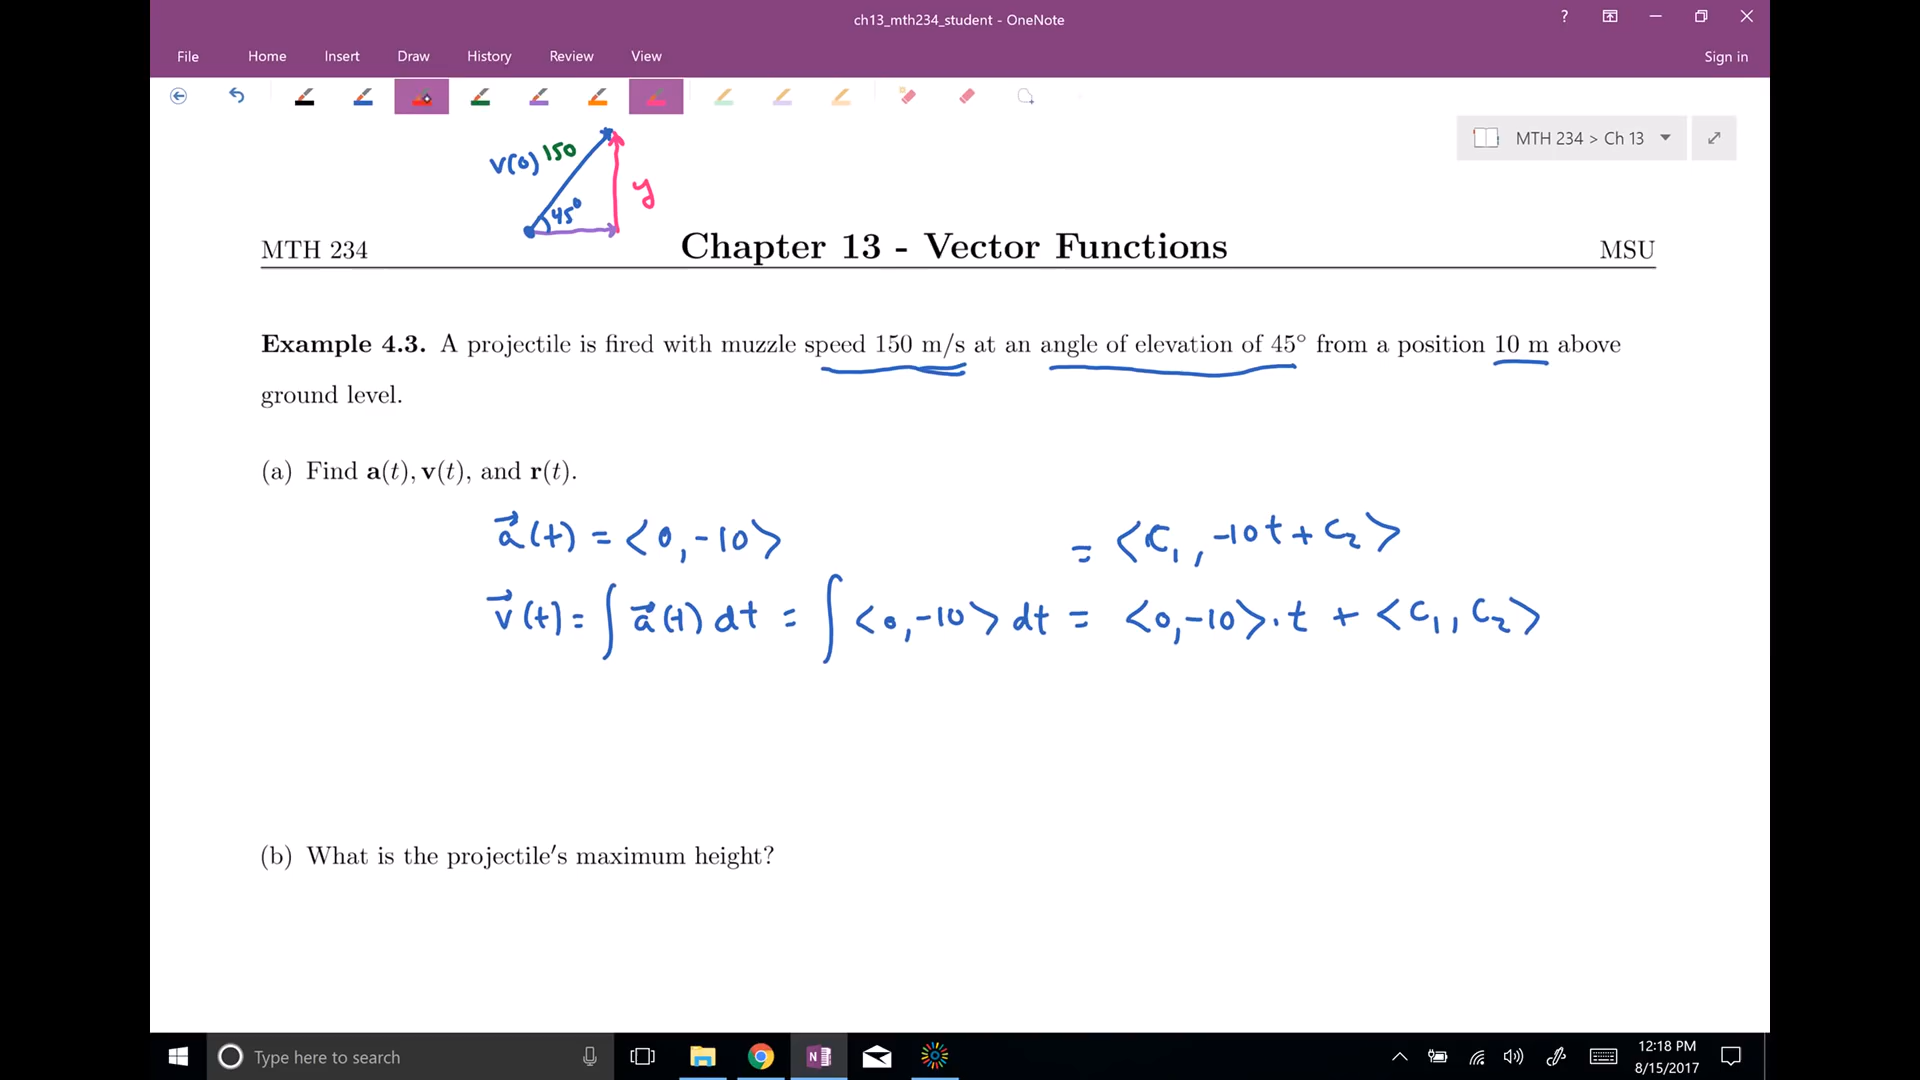 ch13_mth234_student - OneNote
?
File Home Insert Draw History Review View Sign in
MTH 234 > Ch 13
v(0) 150
y
45°
MTH 234 Chapter 13 - Vector Functions MSU
Example 4.3. A projectile is fired with muzzle speed 150 m/s at an angle of elevation of 45° from a position 10 m above
ground level.
(a) Find a(t), v(t), and r(t).
a⃗(t) = <0, -10> = <C₁, -10t + C₂>
v⃗(t) = ∫ a⃗(t) dt = ∫ <0, -10> dt = <0, -10>·t + <C₁, C₂>
(b) What is the projectile's maximum height?
Type here to search
12:18 PM
8/15/2017